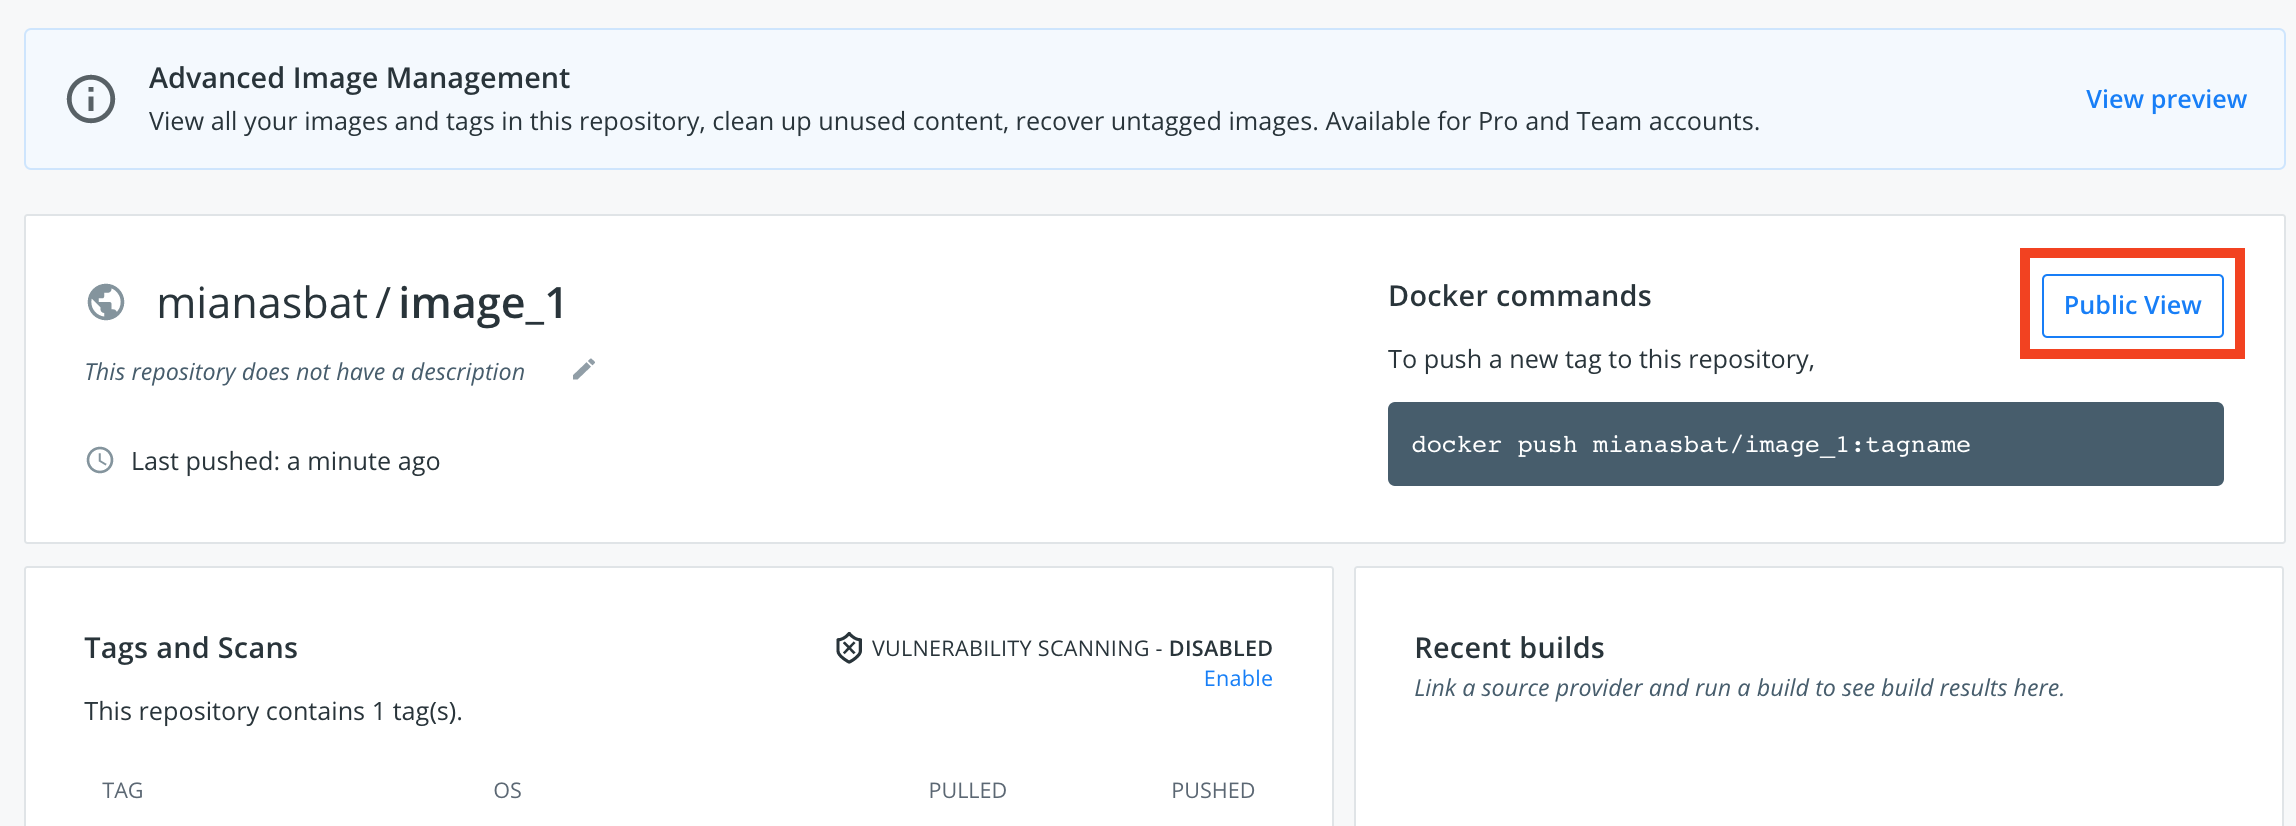 Advanced Image Management
View all your images and tags in this repository, clean up unused content, recover untagged images. Available for Pro and Team accounts.
View preview
mianasbat / image_1
This repository does not have a description
Last pushed: a minute ago
Docker commands
Public View
To push a new tag to this repository,
docker push mianasbat/image_1:tagname
Tags and Scans
VULNERABILITY SCANNING - DISABLED
Enable
This repository contains 1 tag(s).
TAG OS PULLED PUSHED
Recent builds
Link a source provider and run a build to see build results here.